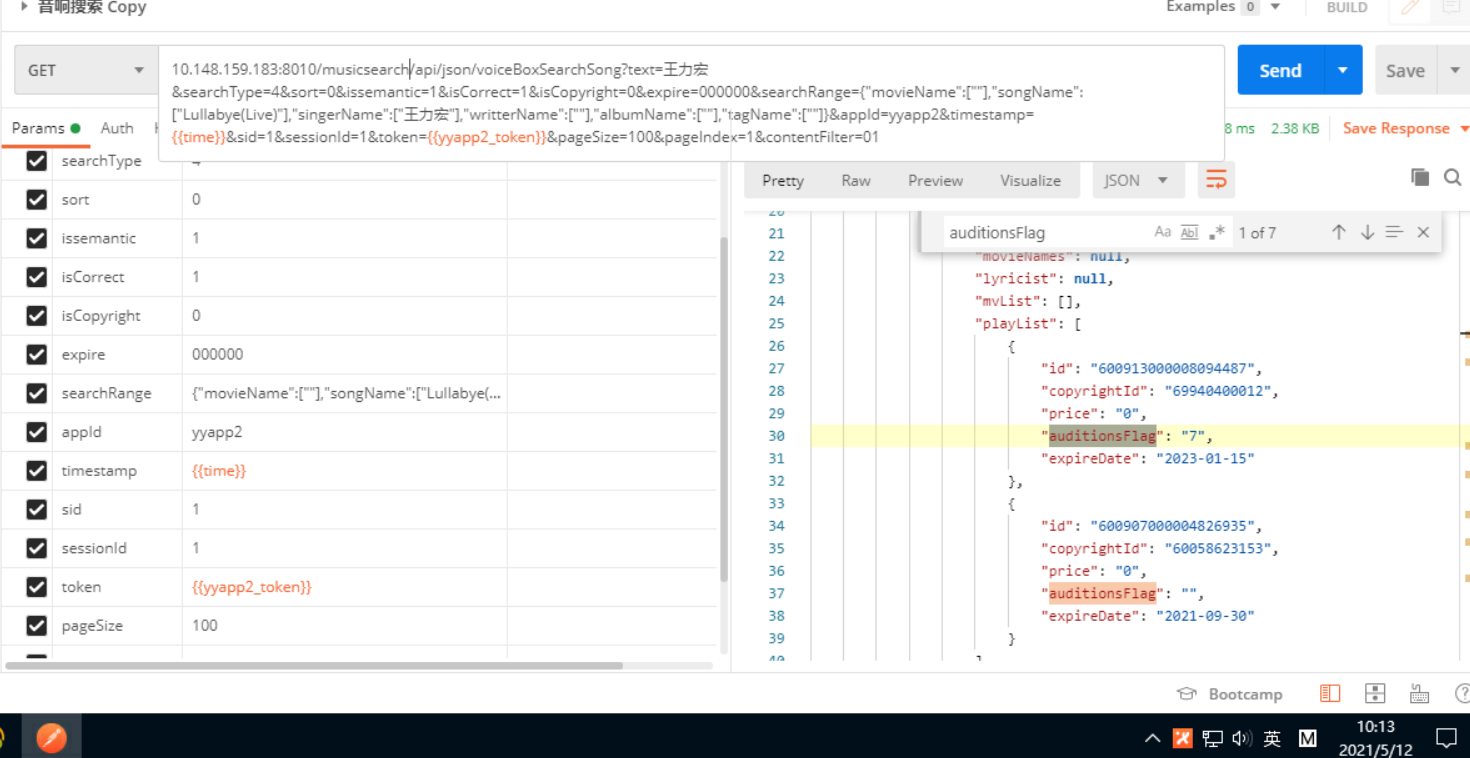 音响搜索 Copy
Examples 0
BUILD
GET
10.148.159.183:8010/musicsearch/api/json/voiceBoxSearchSong?text=王力宏
&searchType=4&sort=0&issemantic=1&isCorrect=1&isCopyright=0&expire=000000&searchRange={"movieName":[""],"songName":
["Lullabye(Live)"],"singerName":["王力宏"],"writterName":[""],"albumName":[""],"tagName":[""]}&appId=yyapp2&timestamp=
{{time}}&sid=1&sessionId=1&token={{yyapp2_token}}&pageSize=100&pageIndex=1&contentFilter=01
Send
Save
Params
Auth
8 ms
2.38 KB
Save Response
searchType
sort
0
issemantic
1
isCorrect
1
isCopyright
0
expire
000000
searchRange
{"movieName":[""],"songName":["Lullabye(...
appId
yyapp2
timestamp
{{time}}
sid
1
sessionId
1
token
{{yyapp2_token}}
pageSize
100
Pretty
Raw
Preview
Visualize
JSON
auditionsFlag
Aa
Abl
.*
1 of 7
20
21
22 "movieNames": null,
23 "lyricist": null,
24 "mvList": [],
25 "playList": [
26 {
27 "id": "600913000008094487",
28 "copyrightId": "69940400012",
29 "price": "0",
30 "auditionsFlag": "7",
31 "expireDate": "2023-01-15"
32 },
33 {
34 "id": "600907000004826935",
35 "copyrightId": "60058623153",
36 "price": "0",
37 "auditionsFlag": "",
38 "expireDate": "2021-09-30"
39 }
40 ]
Bootcamp
英
M
10:13
2021/5/12